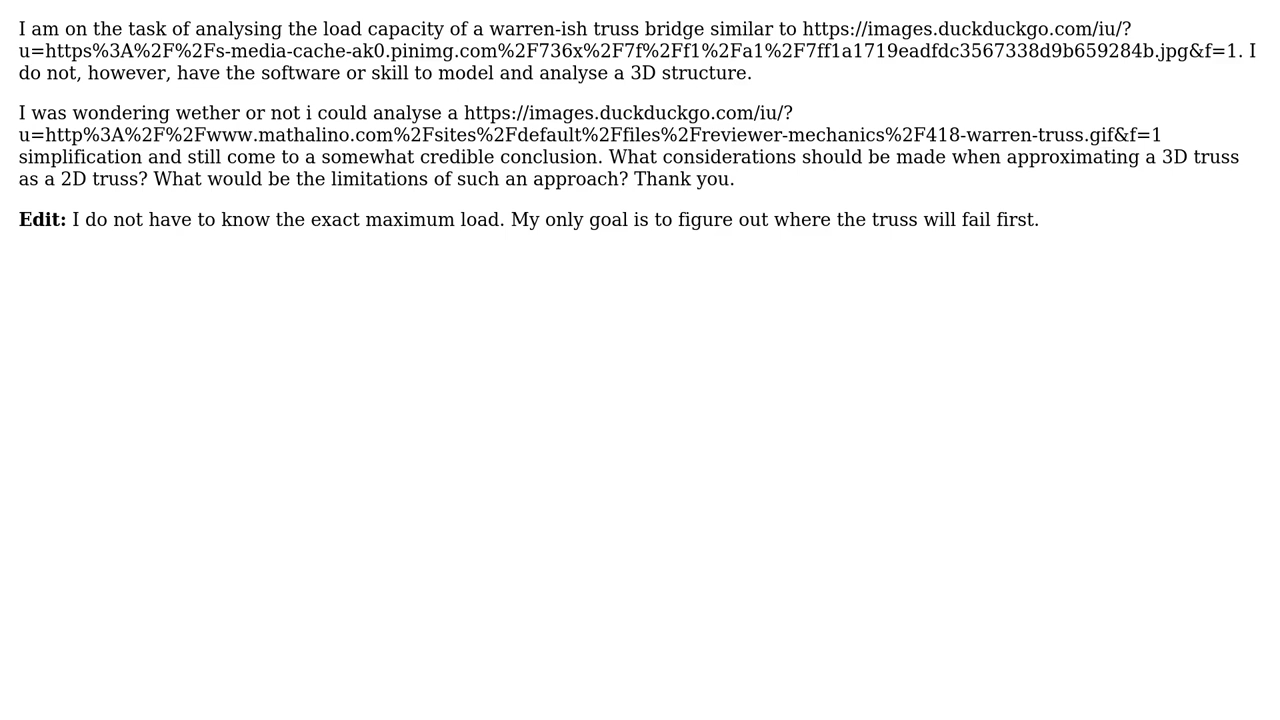 I am on the task of analysing the load capacity of a warren-ish truss bridge similar to https://images.duckduckgo.com/iu/?
u=https%3A%2F%2Fs-media-cache-ak0.pinimg.com%2F736x%2F7f%2Ff1%2Fa1%2F7ff1a1719eadfdc3567338d9b659284b.jpg&f=1. I
do not, however, have the software or skill to model and analyse a 3D structure.
I was wondering wether or not i could analyse a https://images.duckduckgo.com/iu/?
u=http%3A%2F%2Fwww.mathalino.com%2Fsites%2Fdefault%2Ffiles%2Freviewer-mechanics%2F418-warren-truss.gif&f=1
simplification and still come to a somewhat credible conclusion. What considerations should be made when approximating a 3D truss
as a 2D truss? What would be the limitations of such an approach? Thank you.
Edit: I do not have to know the exact maximum load. My only goal is to figure out where the truss will fail first.